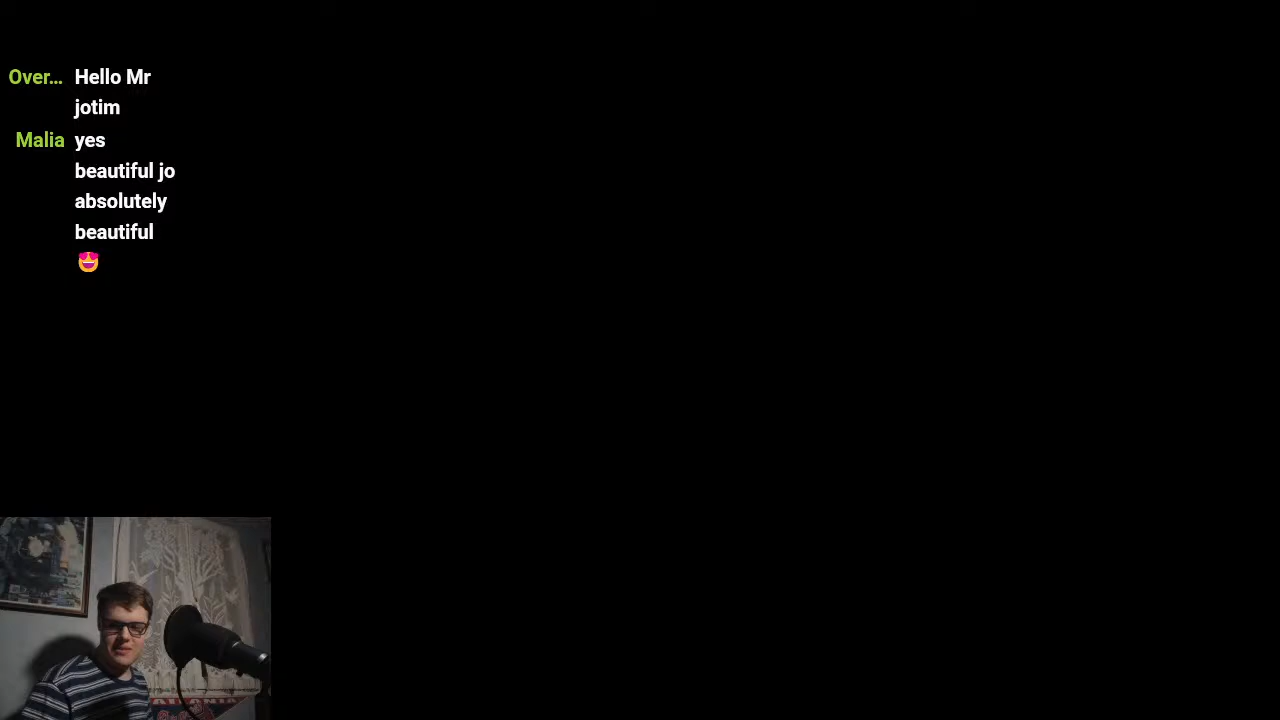 Over... Hello Mr
jotim
Malia yes
beautiful jo
absolutely
beautiful
😍